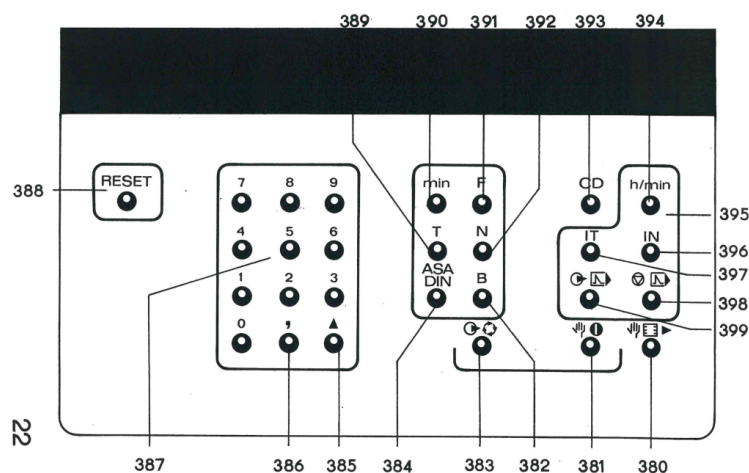 389 390 391 392 393 394
RESET 7 8 9 min F CD h/min
388
395
4 5 6 T N IT IN
396
397
ASA
DIN
1 2 3 B
398
399
0 ,
22
387 386 385 384 383 382 381 380